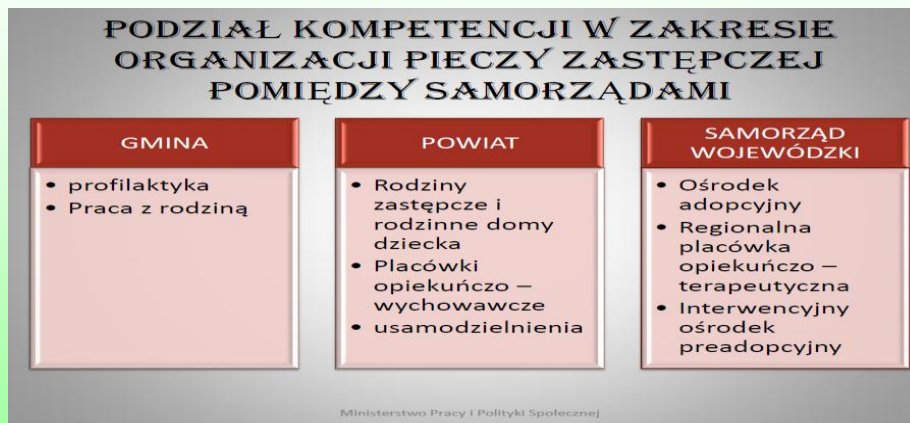 PODZIAŁ KOMPETENCJI W ZAKRESIE
ORGANIZACJI PIECZY ZASTĘPCZEJ
POMIĘDZY SAMORZĄDAMI
GMINA
• profilaktyka
• Praca z rodziną
POWIAT
• Rodziny
zastępcze i
rodzinne domy
dziecka
• Placówki
opiekuńczo –
wychowawcze
• usamodzielnienia
SAMORZĄD
WOJEWÓDZKI
• Ośrodek
adopcyjny
• Regionalna
placówka
opiekuńczo –
terapeutyczna
• Interwencyjny
ośrodek
preadopcyjny
Ministerstwo Pracy i Polityki Społecznej